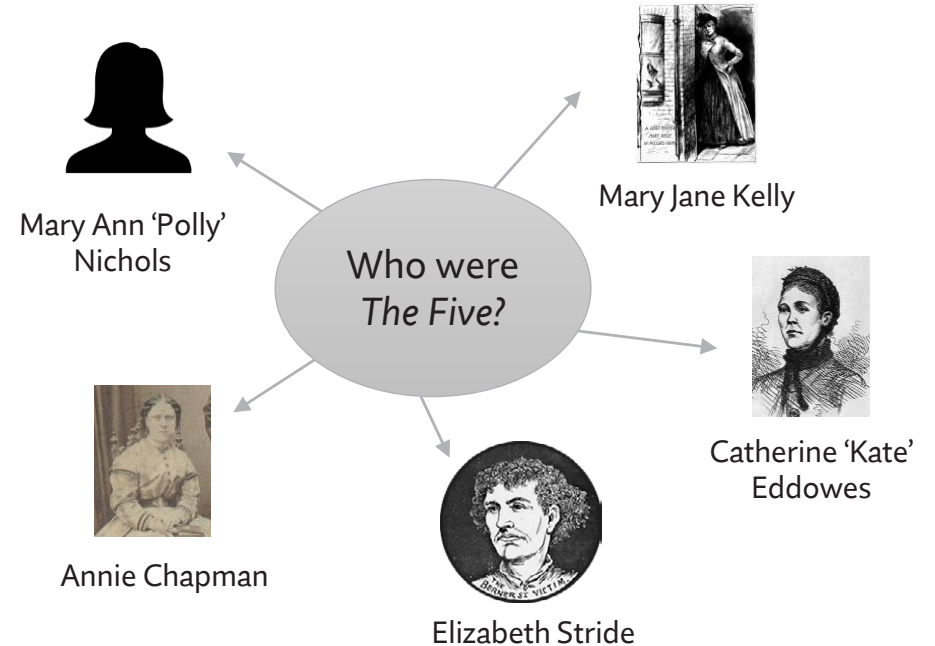 Who were
The Five?
Mary Ann ‘Polly’
Nichols
Mary Jane Kelly
Catherine ‘Kate’
Eddowes
THE
BERNER ST VICTIM.
Elizabeth Stride
Annie Chapman